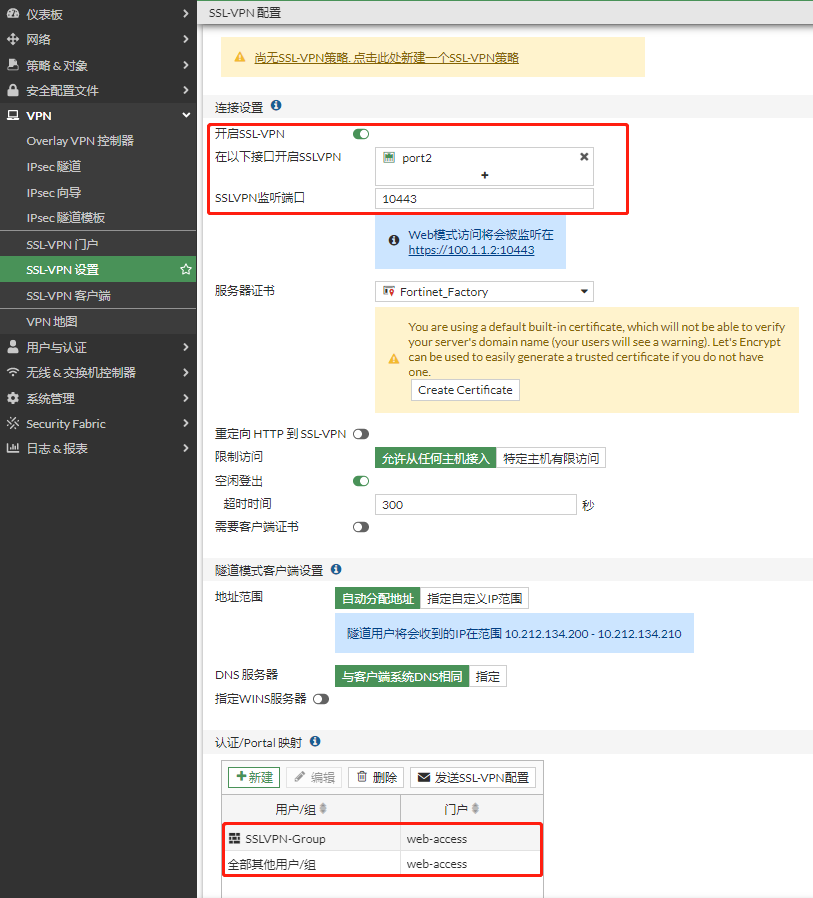 仪表板
网络
策略 & 对象
安全配置文件
VPN
Overlay VPN 控制器
IPsec 隧道
IPsec 向导
IPsec 隧道模板
SSL-VPN 门户
SSL-VPN 设置
SSL-VPN 客户端
VPN 地图
用户与认证
无线 & 交换机控制器
系统管理
Security Fabric
日志 & 报表
SSL-VPN 配置
尚无SSL-VPN策略. 点击此处新建一个SSL-VPN策略
连接设置
开启SSL-VPN
在以下接口开启SSLVPN
port2
+
SSLVPN监听端口
10443
Web模式访问将会被监听在
https://100.1.1.2:10443
服务器证书
Fortinet_Factory
You are using a default built-in certificate, which will not be able to verify
your server's domain name (your users will see a warning). Let's Encrypt
can be used to easily generate a trusted certificate if you do not have
one.
Create Certificate
重定向 HTTP 到 SSL-VPN
限制访问
允许从任何主机接入 特定主机有限访问
空闲登出
超时时间
300 秒
需要客户端证书
隧道模式客户端设置
地址范围
自动分配地址 指定自定义IP范围
隧道用户将会收到的IP在范围 10.212.134.200 - 10.212.134.210
DNS 服务器
与客户端系统DNS相同 指定
指定WINS服务器
认证/Portal 映射
新建 编辑 删除 发送SSL-VPN配置
用户/组 门户
SSLVPN-Group web-access
全部其他用户/组 web-access